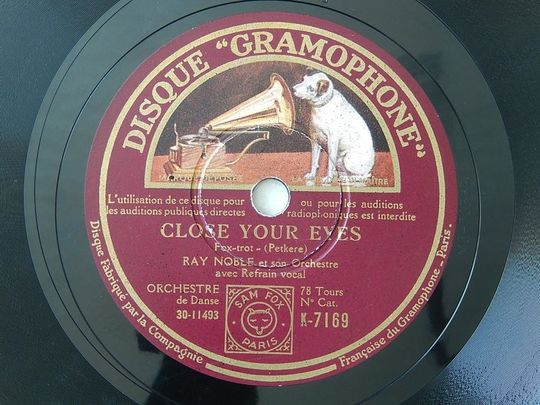 DISQUE "GRAMOPHONE"
L'utilisation de ce disque pour ou pour les auditions
les auditions publiques directes radiophoniques est interdite
CLOSE YOUR EYES
Fox-trot - (Petkere)
RAY NOBLE et son Orchestre
avec Refrain vocal
ORCHESTRE
de Danse
30-11493
SAM FOX
PARIS
78 Tours
No Cat.
K-7169
Disque Fabriqué par la Compagnie Française du Gramophone - Paris.